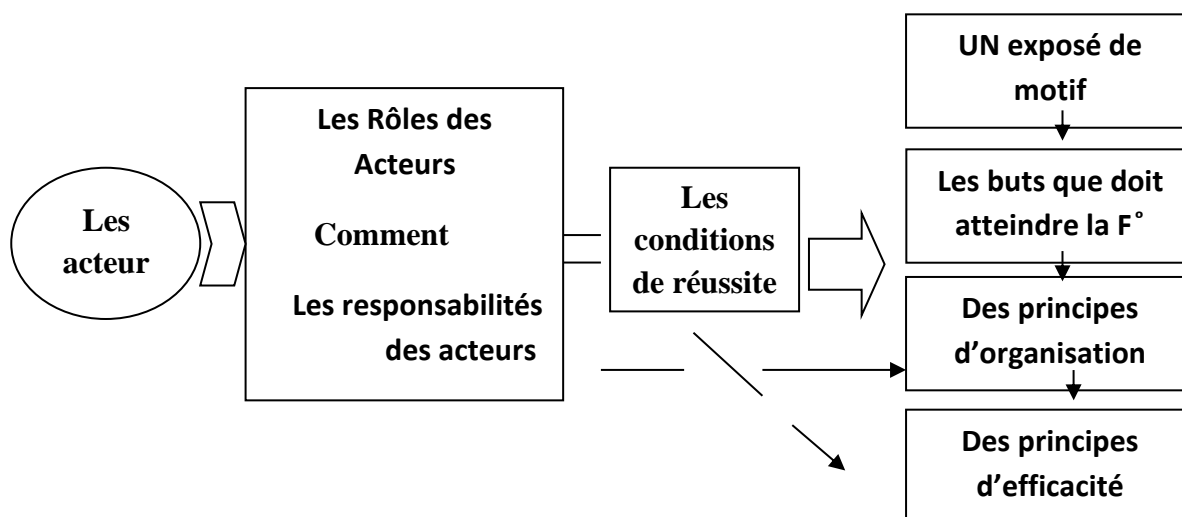 Les
acteur
Les Rôles des
Acteurs
Comment
Les responsabilités
des acteurs
Les
conditions
de réussite
UN exposé de
motif
Les buts que doit
atteindre la F°
Des principes
d’organisation
Des principes
d’efficacité